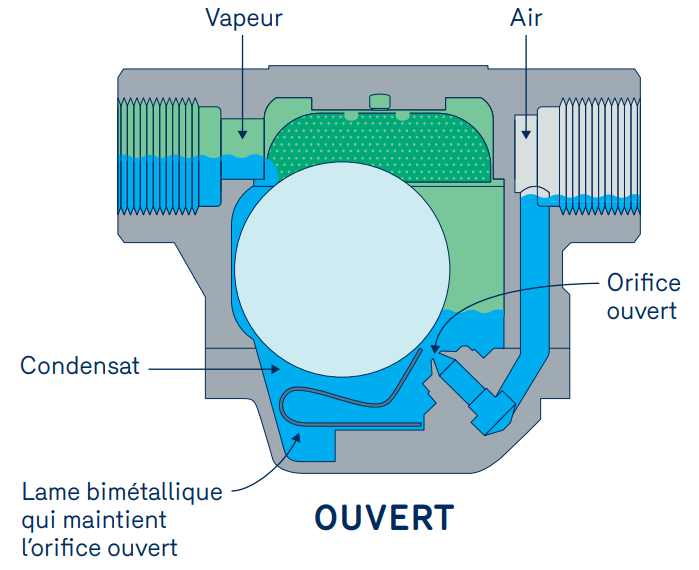 Vapeur
Air
Orifice
ouvert
Condensat
Lame bimétallique
qui maintient
l'orifice ouvert
OUVERT